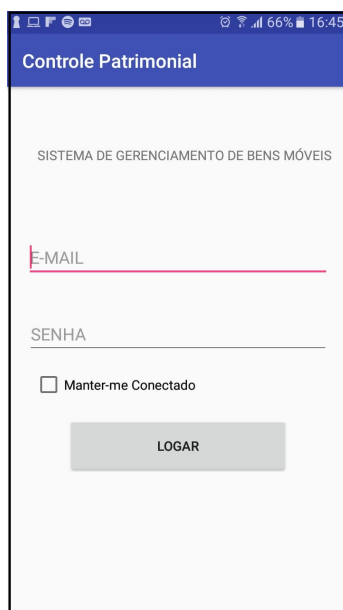 66% 16:45
Controle Patrimonial
SISTEMA DE GERENCIAMENTO DE BENS MÓVEIS
E-MAIL
SENHA
Manter-me Conectado
LOGAR